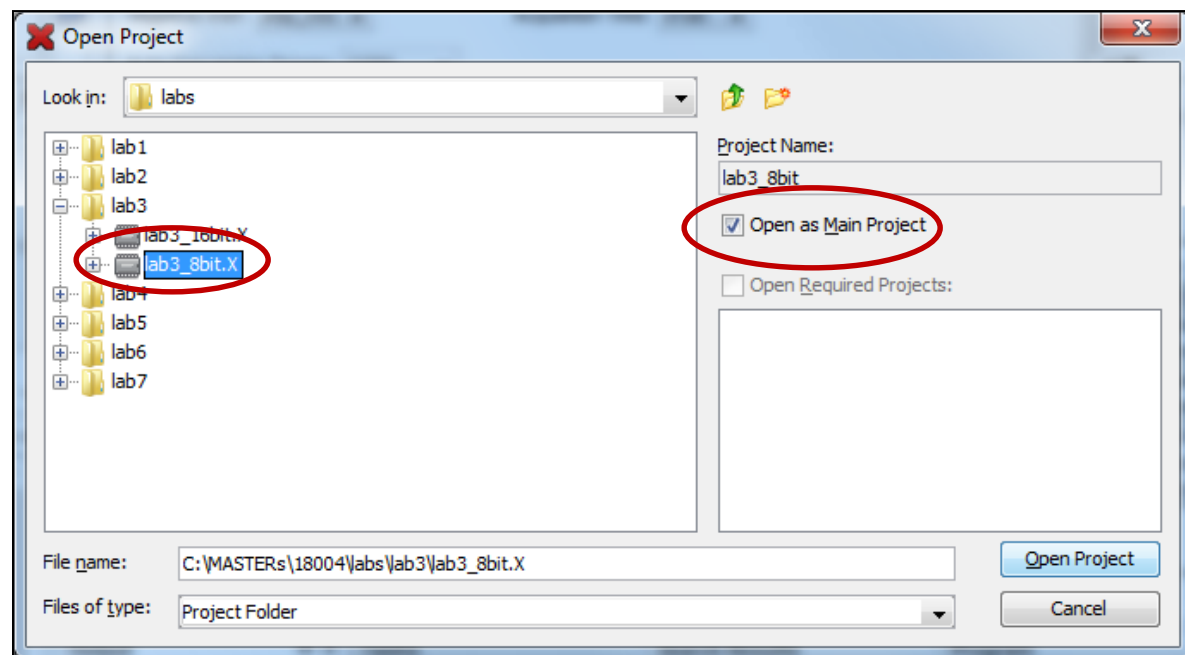 Open Project
Look in: labs
lab1
lab2
lab3
lab3_16bit.X
lab3_8bit.X
lab4
lab5
lab6
lab7
Project Name:
lab3_8bit
Open as Main Project
Open Required Projects:
File name: C:\MASTERs\18004\labs\lab3\lab3_8bit.X
Open Project
Files of type: Project Folder
Cancel